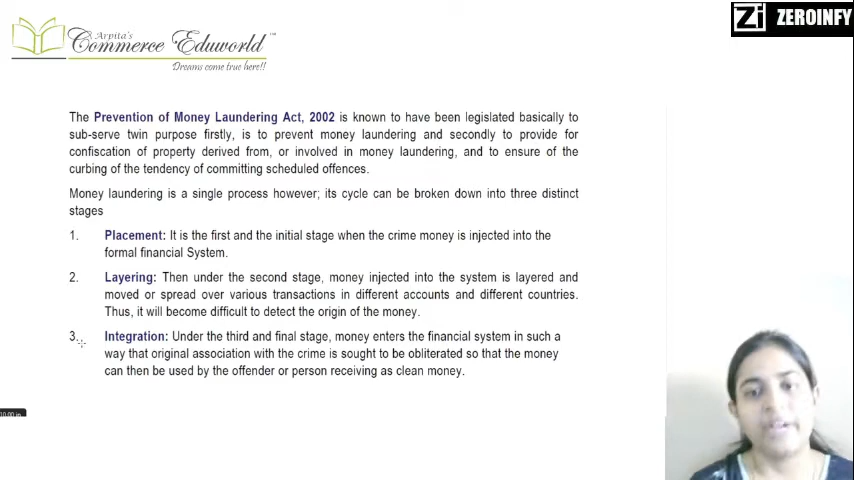 Arpita's
Commerce Eduworld™
Dreams come true here!!
Zi ZEROINFY
The Prevention of Money Laundering Act, 2002 is known to have been legislated basically to
sub-serve twin purpose firstly, is to prevent money laundering and secondly to provide for
confiscation of property derived from, or involved in money laundering, and to ensure of the
curbing of the tendency of committing scheduled offences.
Money laundering is a single process however; its cycle can be broken down into three distinct
stages
1. Placement: It is the first and the initial stage when the crime money is injected into the
formal financial System.
2. Layering: Then under the second stage, money injected into the system is layered and
moved or spread over various transactions in different accounts and different countries.
Thus, it will become difficult to detect the origin of the money.
3. Integration: Under the third and final stage, money enters the financial system in such a
way that original association with the crime is sought to be obliterated so that the money
can then be used by the offender or person receiving as clean money.